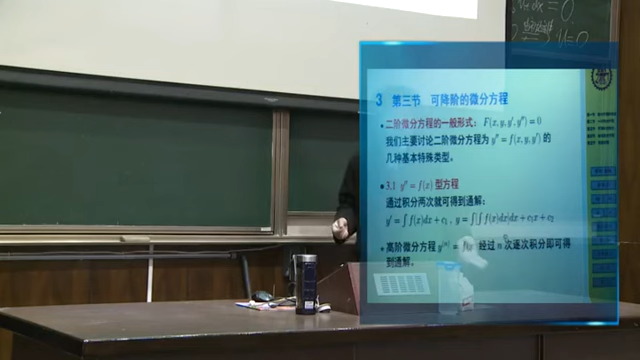 3 第三节 可降阶的微分方程
• 二阶微分方程的一般形式： F(x, y, y′, y″) = 0
我们主要讨论二阶微分方程为 y″ = f(x, y, y′) 的
几种基本特殊类型。
• 3.1 y″ = f(x) 型方程
通过积分两次就可得到通解：
y′ = ∫ f(x)dx + c₁ , y = ∫[∫ f(x)dx]dx + c₁x + c₂
• 高阶微分方程 y⁽ⁿ⁾ = f(x) 经过 n 次逐次积分即可得
到通解。